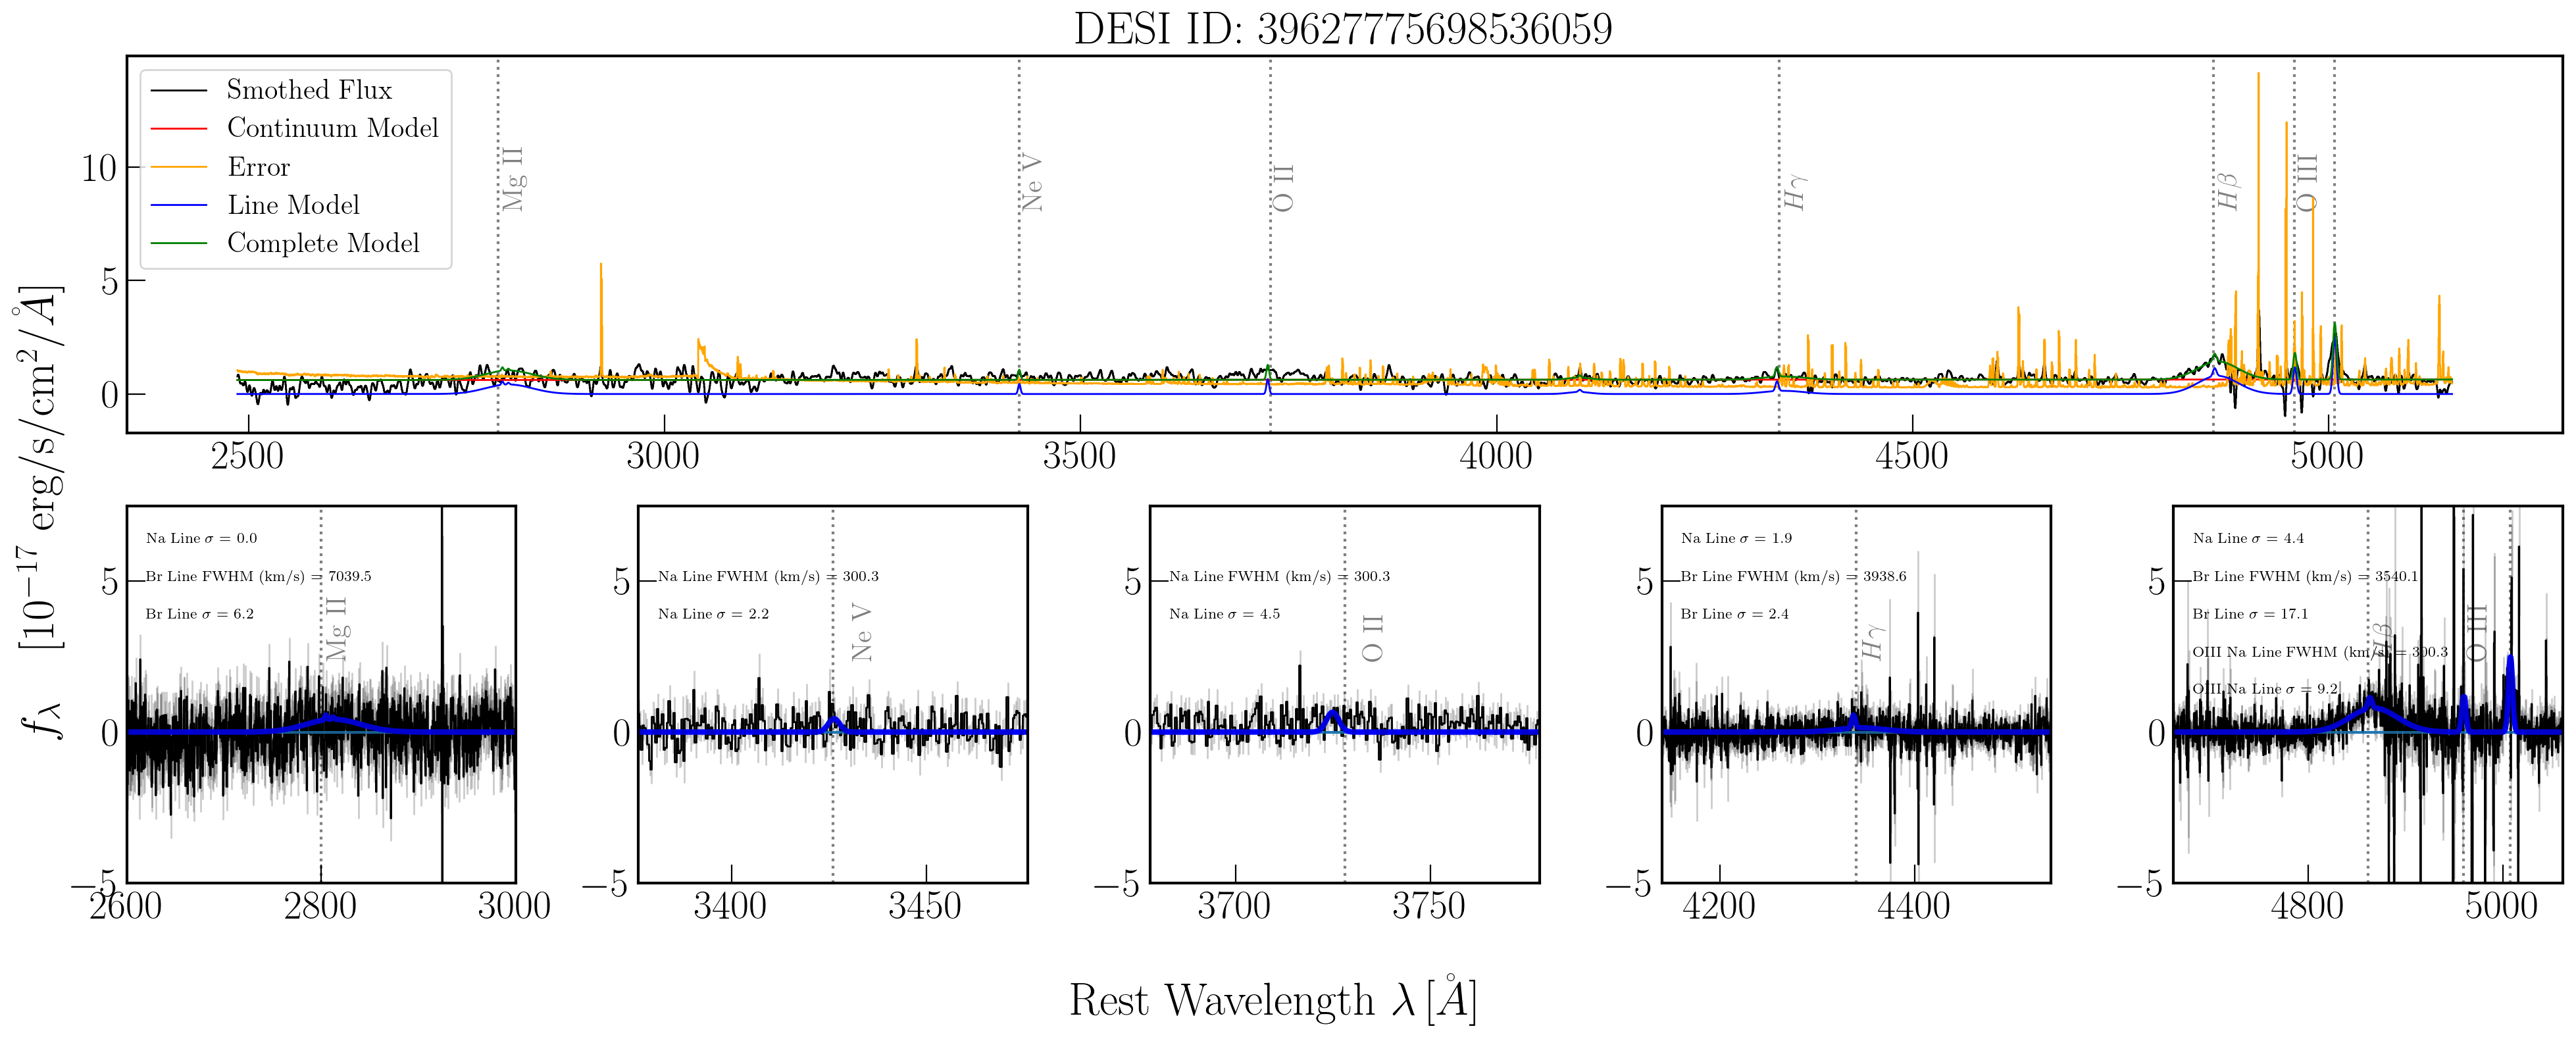 DESI ID: 39627775698536059
Smothed Flux
Continuum Model
Error
Line Model
Complete Model
Mg II
Ne V
O II
Hγ
Hβ
O III
10
5
0
2500 3000 3500 4000 4500 5000
f_λ [10^{-17} erg/s/cm^2/Å]
Na Line σ = 0.0
Br Line FWHM (km/s) = 7039.5
Br Line σ = 6.2
Mg II
5
0
−5
2600 2800 3000
Na Line FWHM (km/s) = 300.3
Na Line σ = 2.2
Ne V
5
0
−5
3400 3450
Na Line FWHM (km/s) = 300.3
Na Line σ = 4.5
O II
5
0
−5
3700 3750
Na Line σ = 1.9
Br Line FWHM (km/s) = 3938.6
Br Line σ = 2.4
Hγ
5
0
−5
4200 4400
Na Line σ = 4.4
Br Line FWHM (km/s) = 3540.1
Br Line σ = 17.1
OIII Na Line FWHM (km/s) = 300.3
OIII Na Line σ = 9.2
Hβ
O III
5
0
−5
4800 5000
Rest Wavelength λ [Å]